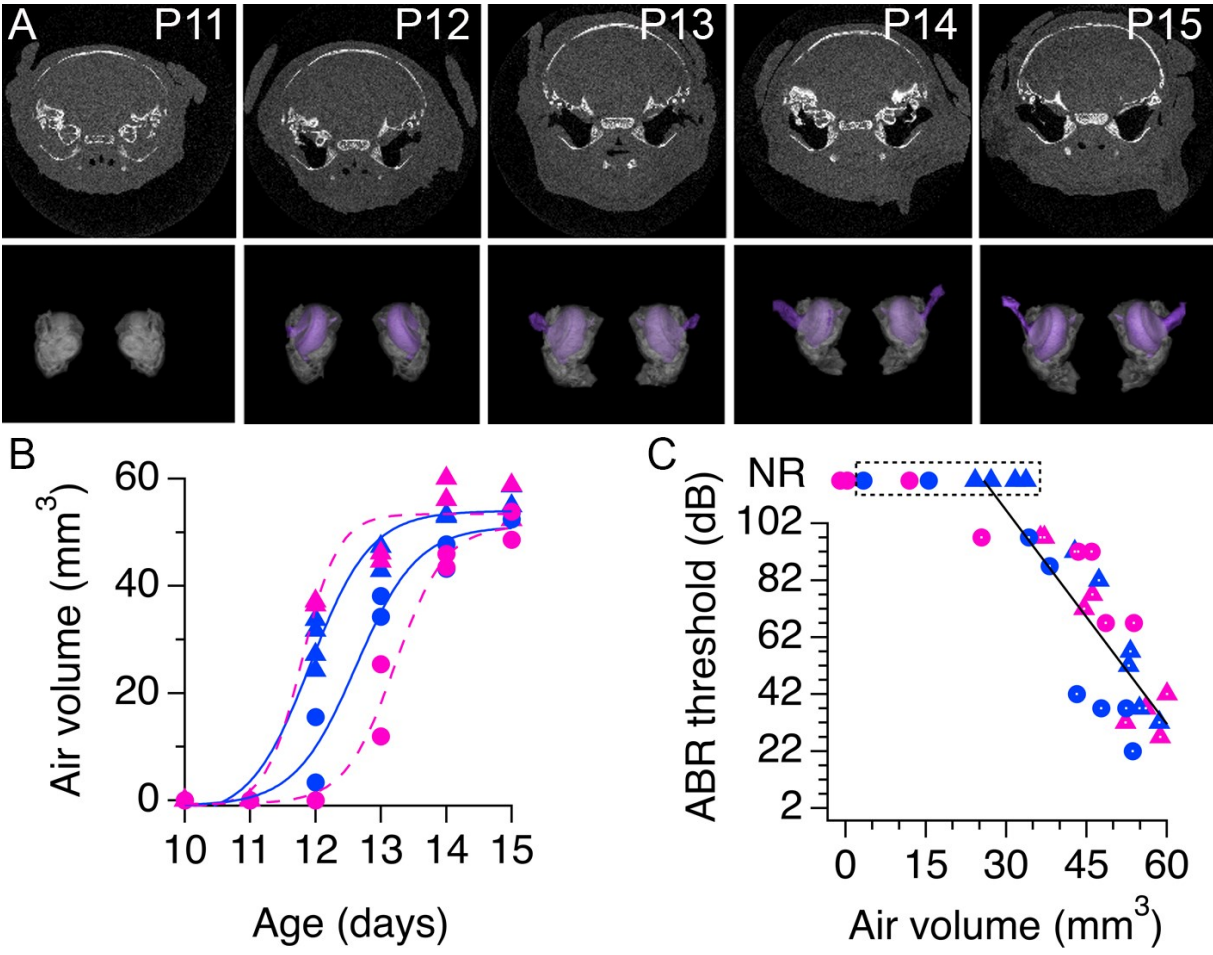 A P11 P12 P13 P14 P15
B
Air volume (mm³)
60
40
20
0
10 11 12 13 14 15
Age (days)
C
ABR threshold (dB)
NR
102
82
62
42
22
2
0 15 30 45 60
Air volume (mm³)